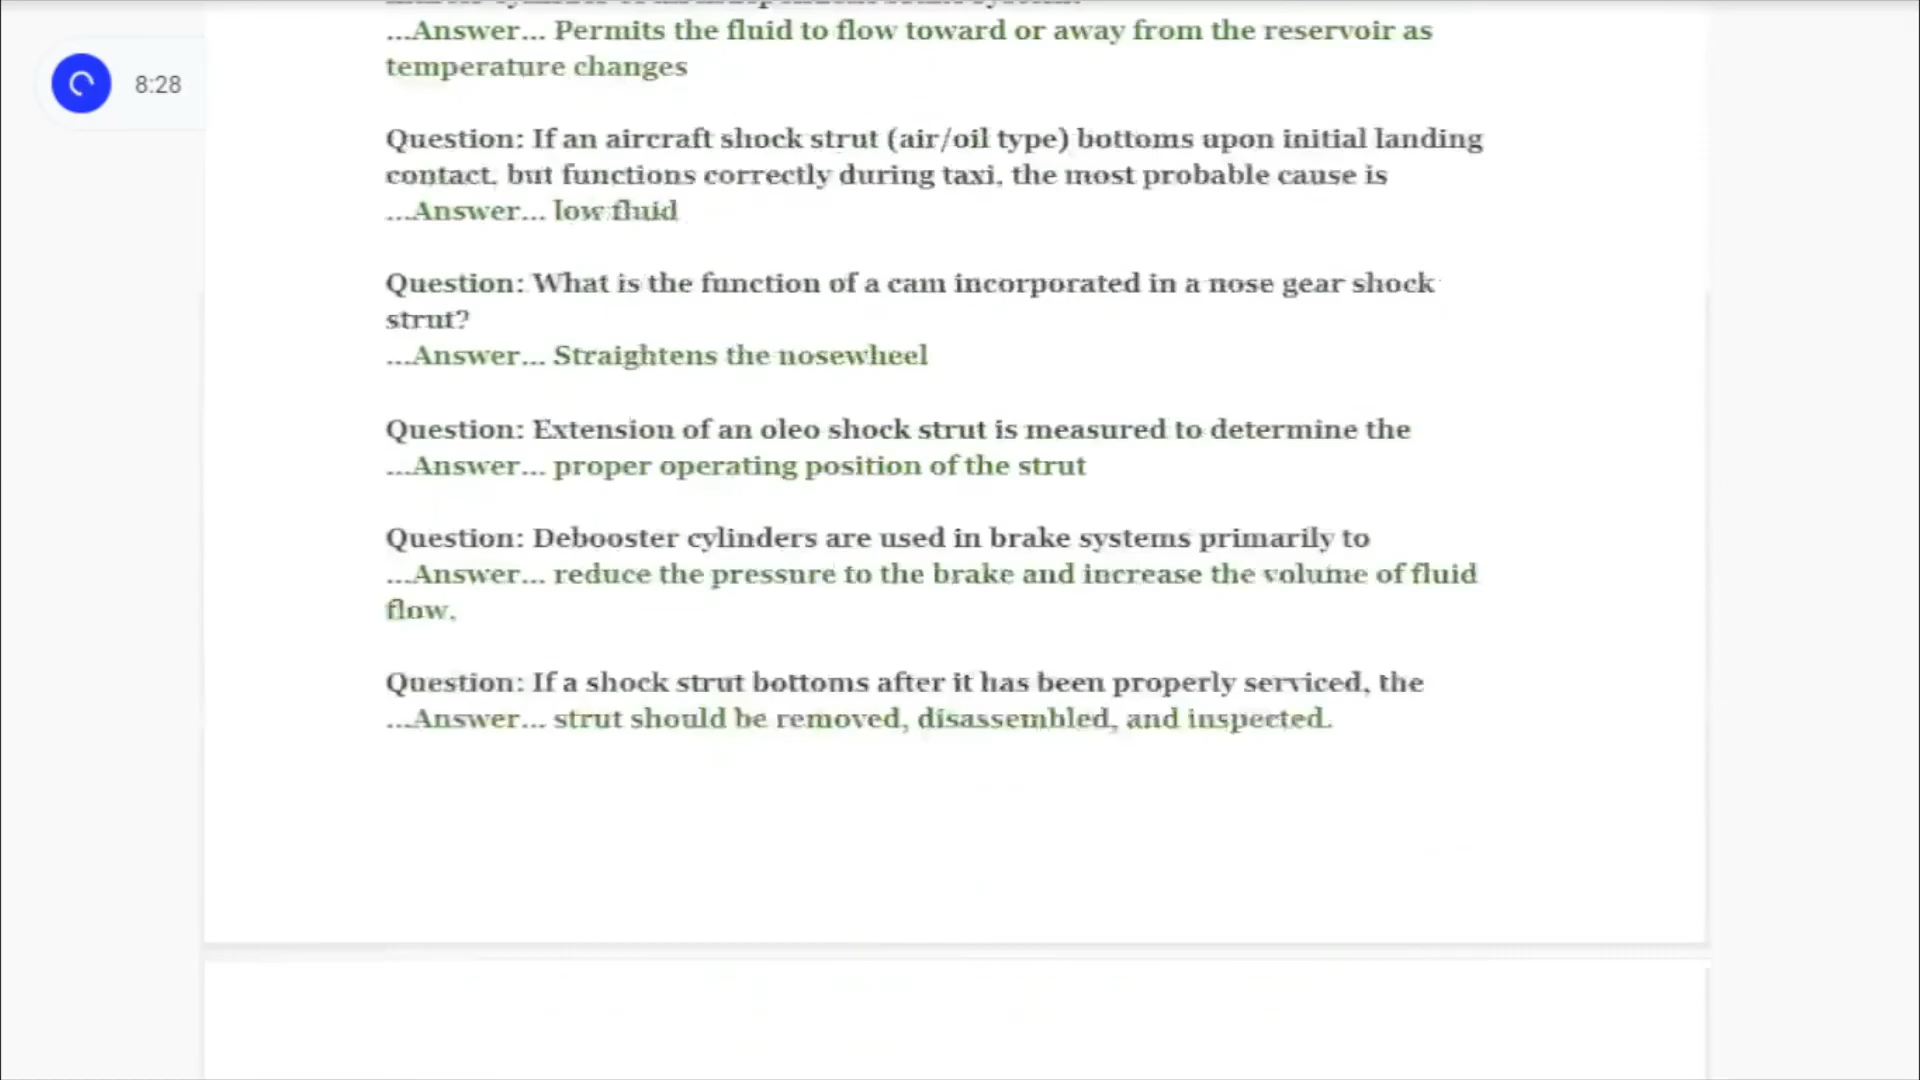 ...Answer... Permits the fluid to flow toward or away from the reservoir as
temperature changes
8:28
Question: If an aircraft shock strut (air/oil type) bottoms upon initial landing
contact, but functions correctly during taxi, the most probable cause is
...Answer... low fluid
Question: What is the function of a cam incorporated in a nose gear shock
strut?
...Answer... Straightens the nosewheel
Question: Extension of an oleo shock strut is measured to determine the
...Answer... proper operating position of the strut
Question: Debooster cylinders are used in brake systems primarily to
...Answer... reduce the pressure to the brake and increase the volume of fluid
flow.
Question: If a shock strut bottoms after it has been properly serviced, the
...Answer... strut should be removed, disassembled, and inspected.